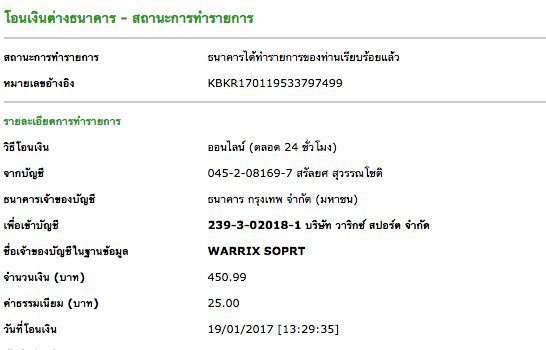 โอนเงินต่างธนาคาร - สถานะการทำรายการ
สถานะการทำรายการ ธนาคารได้ทำรายการของท่านเรียบร้อยแล้ว
หมายเลขอ้างอิง KBKR170119533797499
รายละเอียดการทำรายการ
วิธีโอนเงิน ออนไลน์ (ตลอด 24 ชั่วโมง)
จากบัญชี 045-2-08169-7 สรัลยศ สุวรรณโชติ
ธนาคารเจ้าของบัญชี ธนาคาร กรุงเทพ จำกัด (มหาชน)
เพื่อเข้าบัญชี 239-3-02018-1 บริษัท วาริกซ์ สปอร์ต จำกัด
ชื่อเจ้าของบัญชีในฐานข้อมูล WARRIX SOPRT
จำนวนเงิน (บาท) 450.99
ค่าธรรมเนียม (บาท) 25.00
วันที่โอนเงิน 19/01/2017 [13:29:35]